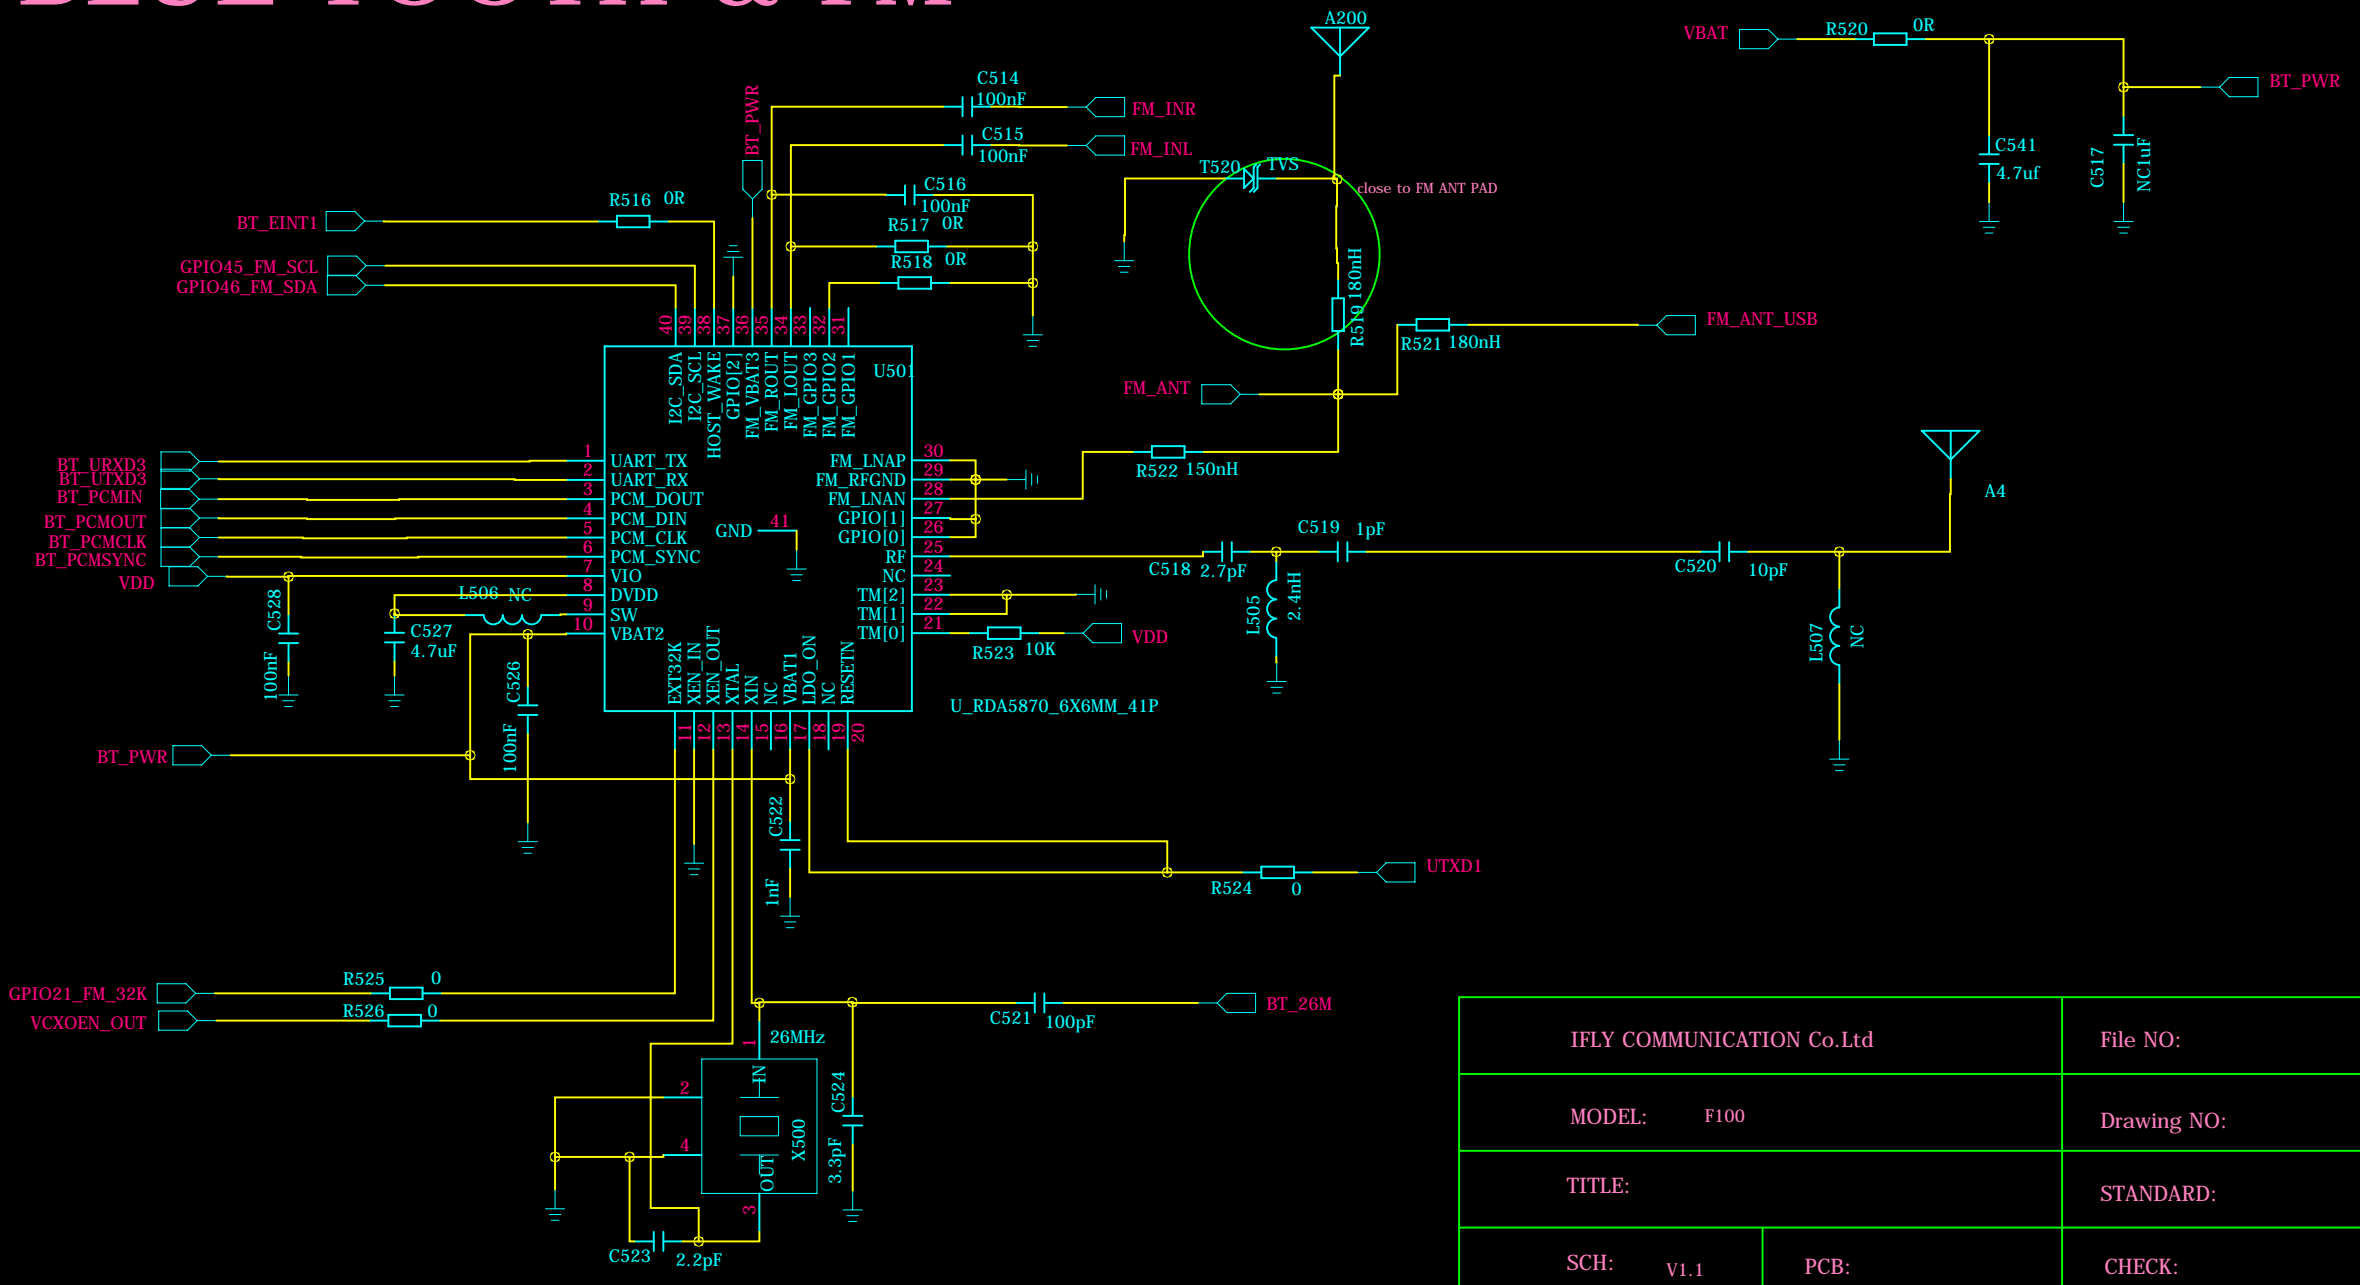 BLUE TOOTH & FM
A200
VBAT
R520
0R
BT_PWR
C541
4.7uf
C517
NC1uF
C514
100nF
FM_INR
C515
100nF
FM_INL
BT_PWR
C516
100nF
R517
0R
R518
0R
T520
TVS
close to FM ANT PAD
R519
180nH
R521
180nH
FM_ANT_USB
FM_ANT
R522
150nH
BT_EINT1
R516
0R
GPIO45_FM_SCL
GPIO46_FM_SDA
40
39
38
37
36
35
34
33
32
31
I2C_SDA
I2C_SCL
HOST_WAKE
GPIO[2]
FM_VBAT3
FM_ROUT
FM_LOUT
FM_GPIO3
FM_GPIO2
FM_GPIO1
U501
BT_URXD3
BT_UTXD3
BT_PCMIN
BT_PCMOUT
BT_PCMCLK
BT_PCMSYNC
VDD
1
2
3
4
5
6
7
8
9
10
UART_TX
UART_RX
PCM_DOUT
PCM_DIN
PCM_CLK
PCM_SYNC
VIO
DVDD
SW
VBAT2
GND
41
FM_LNAP
FM_RFGND
FM_LNAN
GPIO[1]
GPIO[0]
RF
NC
TM[2]
TM[1]
TM[0]
30
29
28
27
26
25
24
23
22
21
R523
10K
VDD
C518
2.7pF
L505
2.4nH
C519
1pF
C520
10pF
L507
NC
A4
C528
100nF
L506
NC
C527
4.7uF
C526
100nF
BT_PWR
EXT32K
XEN_IN
XEN_OUT
XTAL
XIN
NC
VBAT1
LDO_ON
NC
RESETN
11
12
13
14
15
16
17
18
19
20
U_RDA5870_6X6MM_41P
C522
1nF
R524
0
UTXD1
GPIO21_FM_32K
R525
0
VCXOEN_OUT
R526
0
C521
100pF
BT_26M
26MHz
1
IN
2
4
X500
OUT
3
C524
3.3pF
C523
2.2pF
IFLY COMMUNICATION Co.Ltd
File NO:
MODEL:
F100
Drawing NO:
TITLE:
STANDARD:
SCH:
V1.1
PCB:
CHECK: